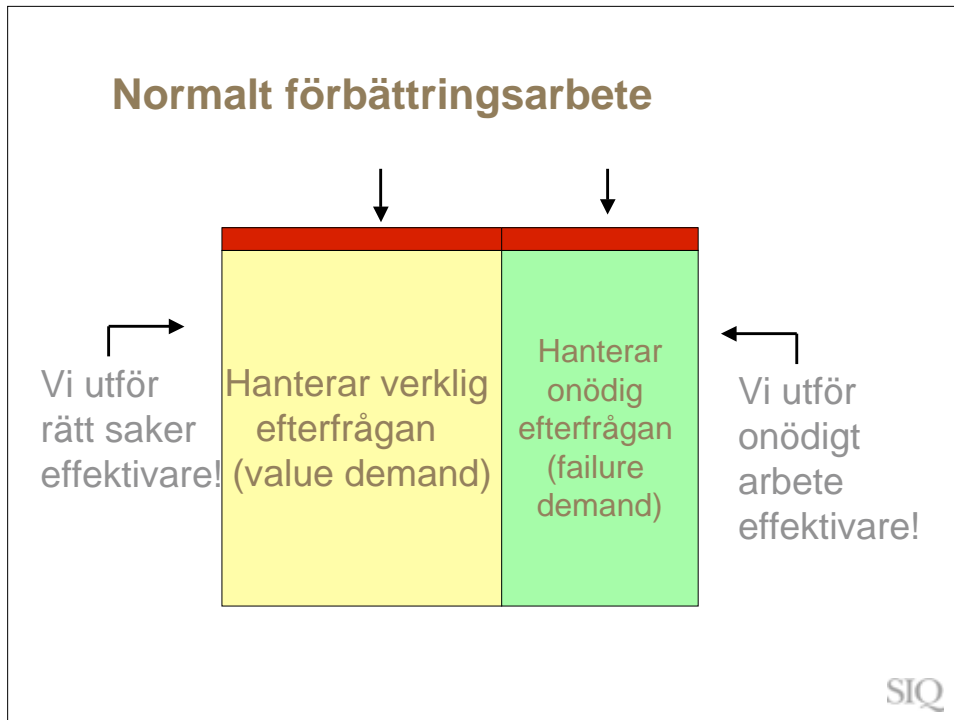 Normalt förbättringsarbete
Vi utför
rätt saker
effektivare!
Hanterar verklig
efterfrågan
(value demand)
Hanterar
onödig
efterfrågan
(failure
demand)
Vi utför
onödigt
arbete
effektivare!
SIQ